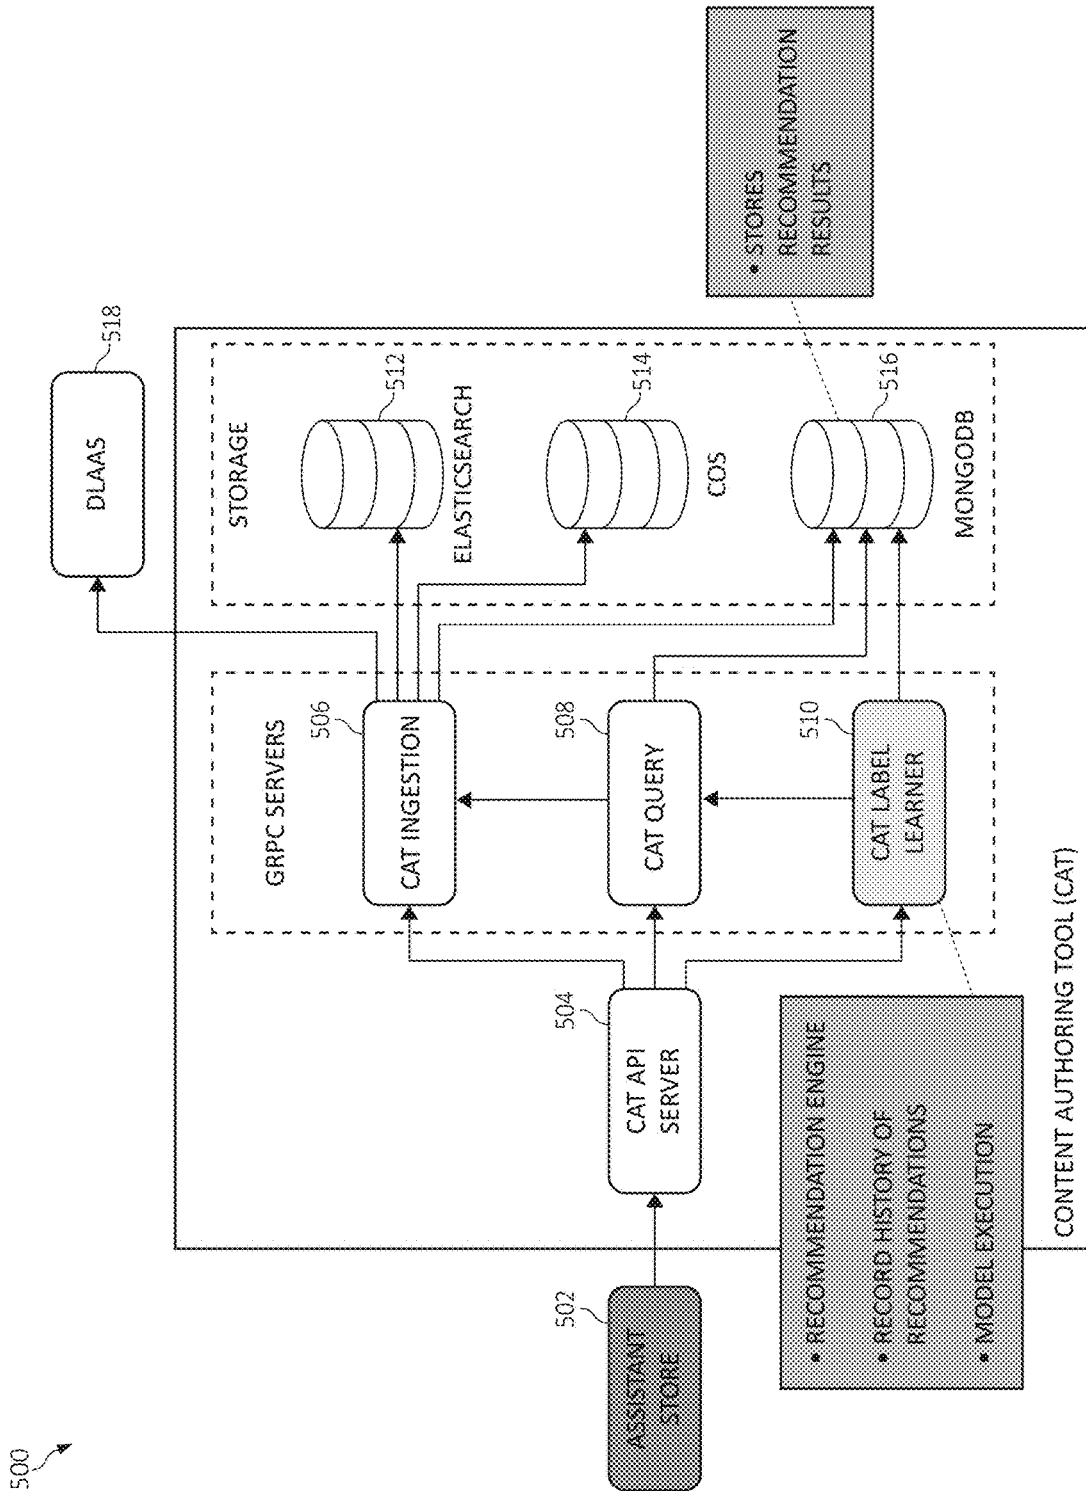 500
ASSISTANT
STORE
502
CAT API
SERVER
504
GRPC SERVERS
CAT INGESTION
506
CAT QUERY
508
CAT LABEL
LEARNER
510
• RECOMMENDATION ENGINE
• RECORD HISTORY OF
RECOMMENDATIONS
• MODEL EXECUTION
STORAGE
512
ELASTICSEARCH
514
COS
516
MONGODB
DLAAS
518
• STORES
RECOMMENDATION
RESULTS
CONTENT AUTHORING TOOL (CAT)